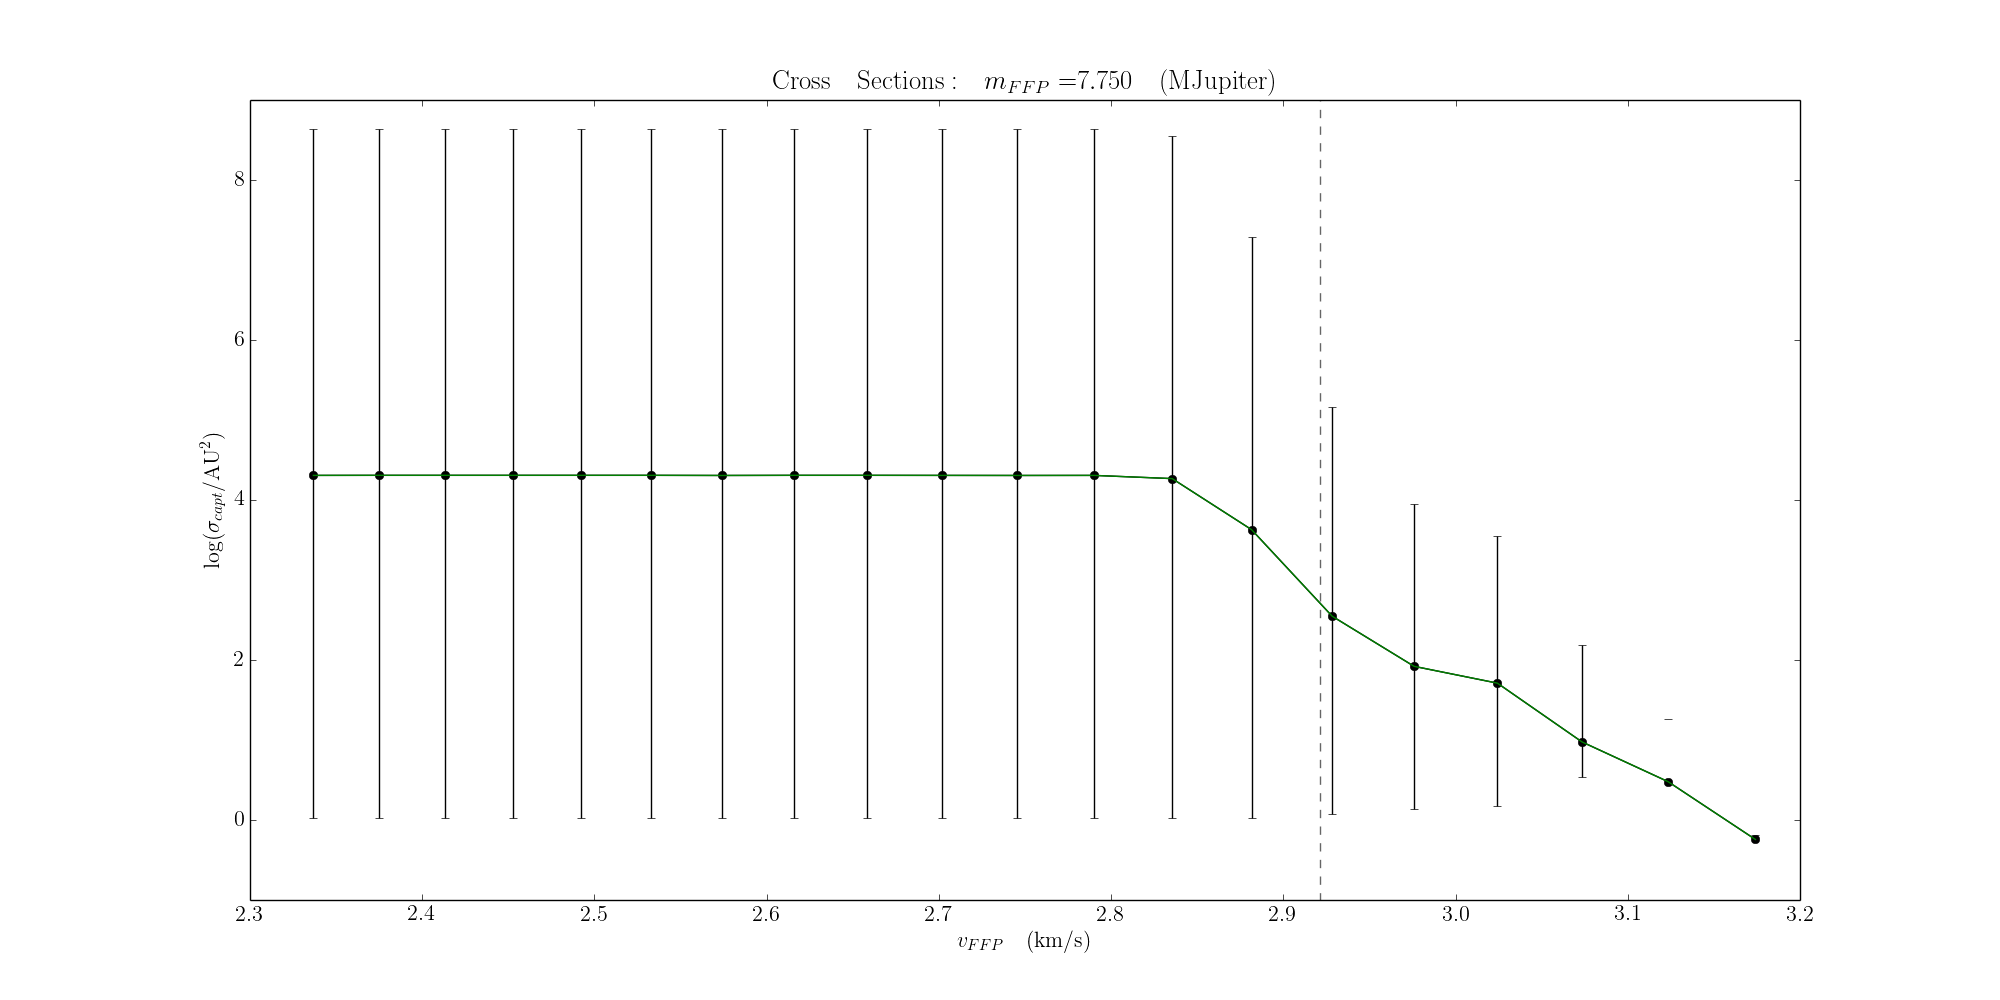 Cross Sections : m_FFP =7.750 (MJupiter)
8
6
4
2
0
log(σ_capt/AU²)
2.3 2.4 2.5 2.6 2.7 2.8 2.9 3.0 3.1 3.2
v_FFP (km/s)